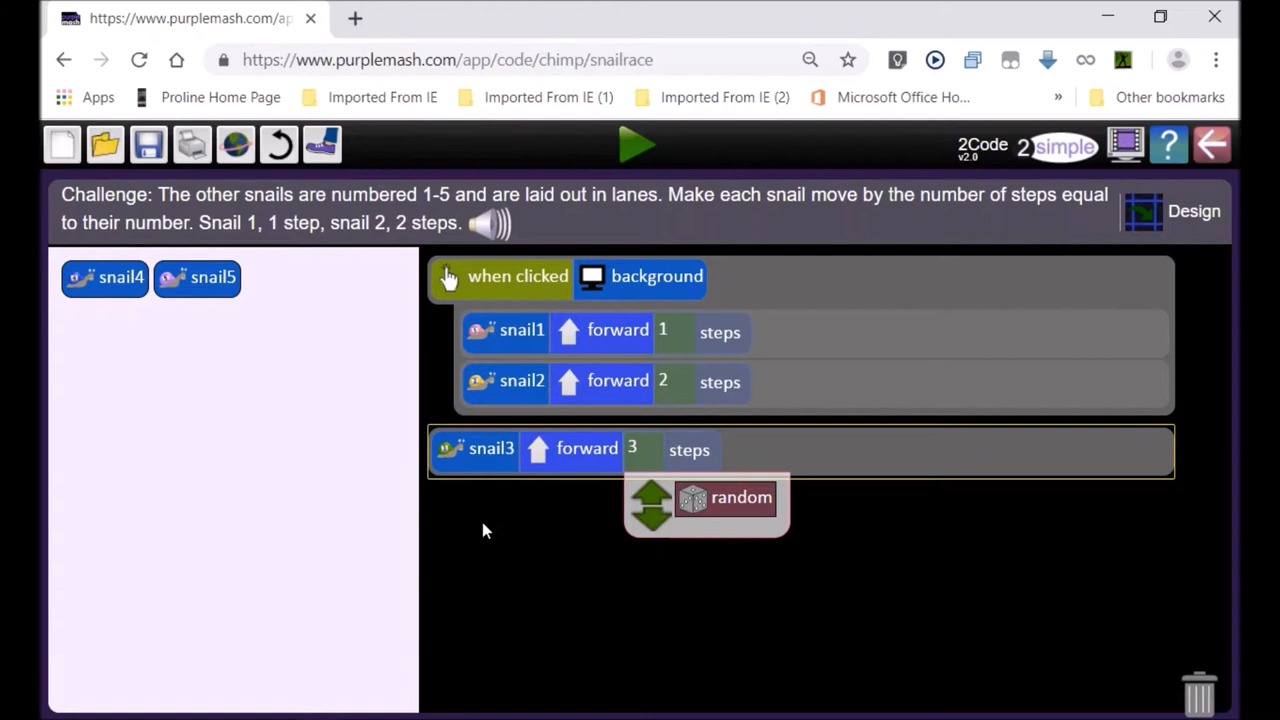 https://www.purplemash.com/ap
https://www.purplemash.com/app/code/chimp/snailrace
Apps Proline Home Page Imported From IE Imported From IE (1) Imported From IE (2) Microsoft Office Ho... » Other bookmarks
2Code
v2.0
2simple
?
Challenge: The other snails are numbered 1-5 and are laid out in lanes. Make each snail move by the number of steps equal
to their number. Snail 1, 1 step, snail 2, 2 steps.
Design
snail4 snail5
when clicked background
snail1 forward 1 steps
snail2 forward 2 steps
snail3 forward 3 steps
random